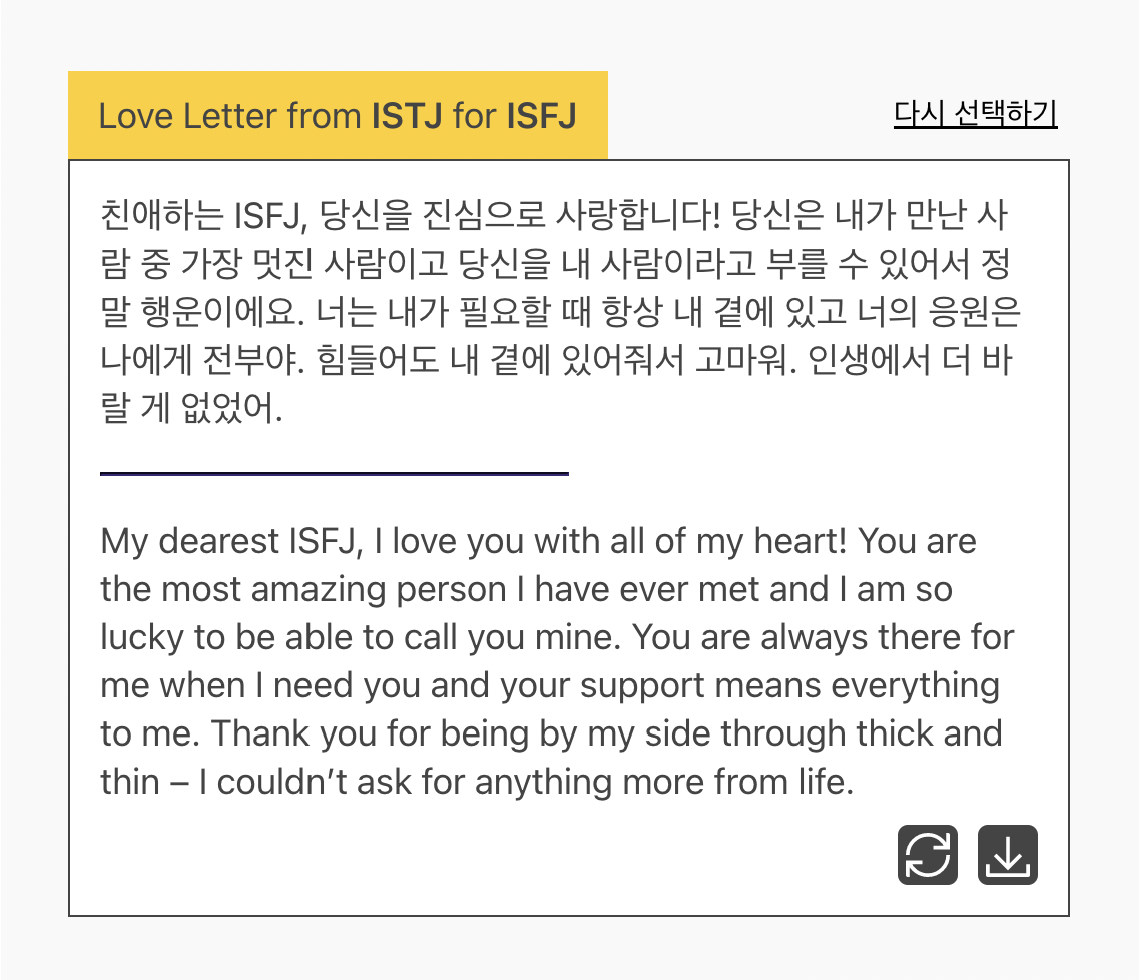 Love Letter from ISTJ for ISFJ
다시 선택하기
친애하는 ISFJ, 당신을 진심으로 사랑합니다! 당신은 내가 만난 사
람 중 가장 멋진 사람이고 당신을 내 사람이라고 부를 수 있어서 정
말 행운이에요. 너는 내가 필요할 때 항상 내 곁에 있고 너의 응원은
나에게 전부야. 힘들어도 내 곁에 있어줘서 고마워. 인생에서 더 바
랄 게 없었어.
My dearest ISFJ, I love you with all of my heart! You are
the most amazing person I have ever met and I am so
lucky to be able to call you mine. You are always there for
me when I need you and your support means everything
to me. Thank you for being by my side through thick and
thin – I couldn’t ask for anything more from life.